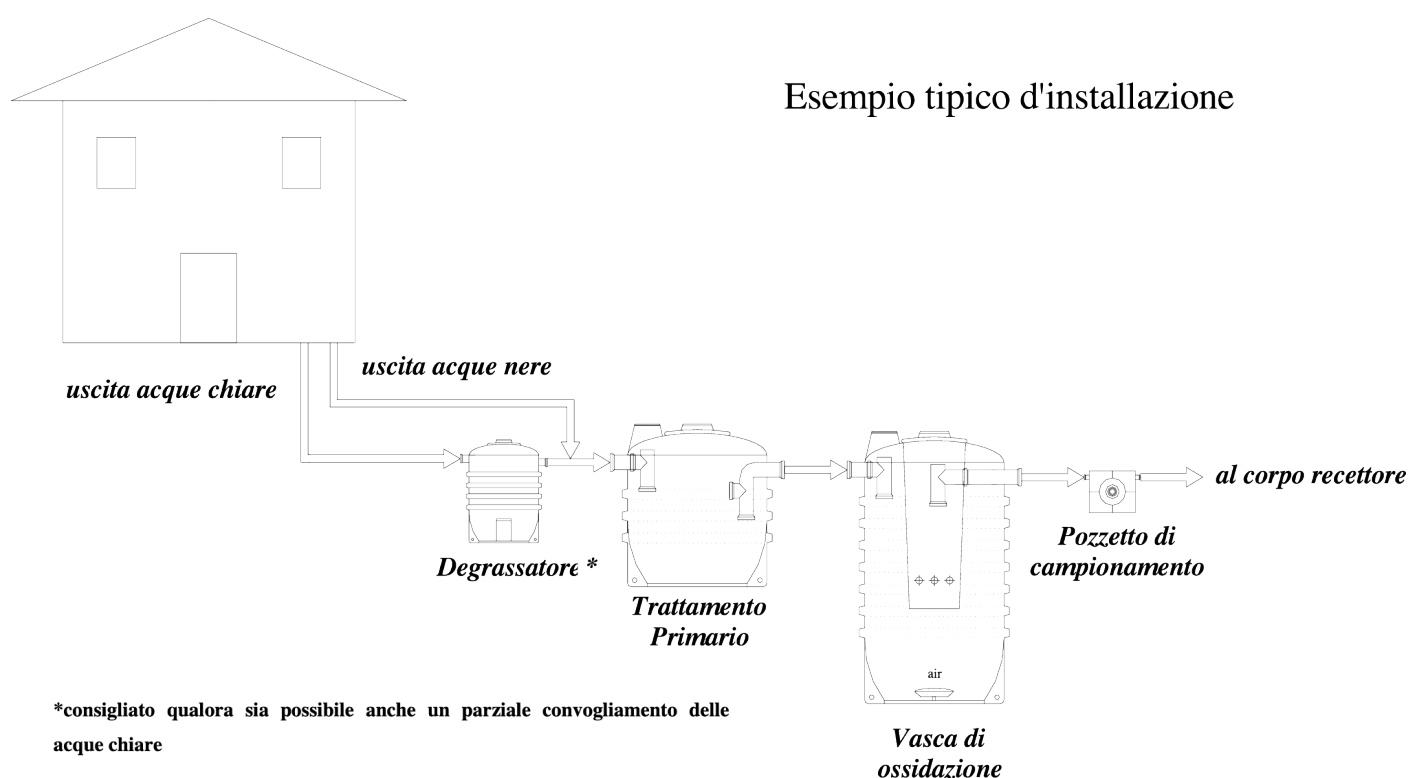 Esempio tipico d'installazione
uscita acque nere
uscita acque chiare
al corpo recettore
Pozzetto di
campionamento
Degrassatore *
Trattamento
Primario
air
*consigliato qualora sia possibile anche un parziale convogliamento delle
acque chiare
Vasca di
ossidazione